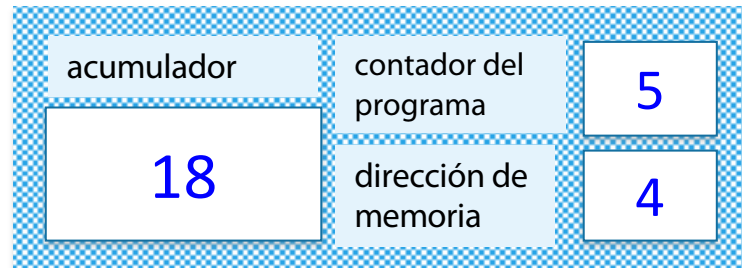 acumulador
18
contador del
programa
5
dirección de
memoria
4